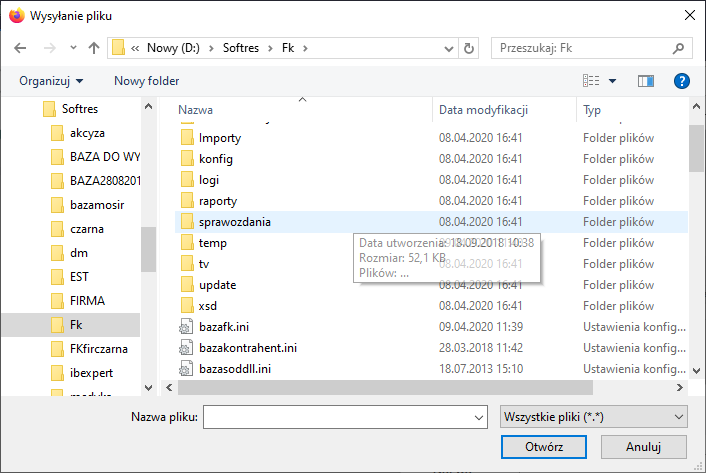 Wysyłanie pliku
Nowy (D:) Softres Fk
Przeszukaj: Fk
Organizuj Nowy folder
Softres
akcyza
BAZA DO WY
BAZA2808201
bazamosir
czarna
dm
EST
FIRMA
Fk
FKfirczarna
ibexpert
Nazwa Data modyfikacji Typ
Importy 08.04.2020 16:41 Folder plików
konfig 08.04.2020 16:41 Folder plików
logi 08.04.2020 16:41 Folder plików
raporty 08.04.2020 16:41 Folder plików
sprawozdania 08.04.2020 16:41 Folder plików
temp Folder plików
tv 08.04.2020 16:41 Folder plików
update 08.04.2020 16:41 Folder plików
xsd 08.04.2020 16:41 Folder plików
bazafk.ini 09.04.2020 11:39 Ustawienia konfig...
bazakontrahent.ini 28.03.2018 11:42 Ustawienia konfig...
bazasoddll.ini 18.07.2013 15:10 Ustawienia konfig...
Data utworzenia: 18.09.2018 10:38
Rozmiar: 52,1 KB
Plików: ...
Nazwa pliku:
Wszystkie pliki (*.*)
Otwórz Anuluj